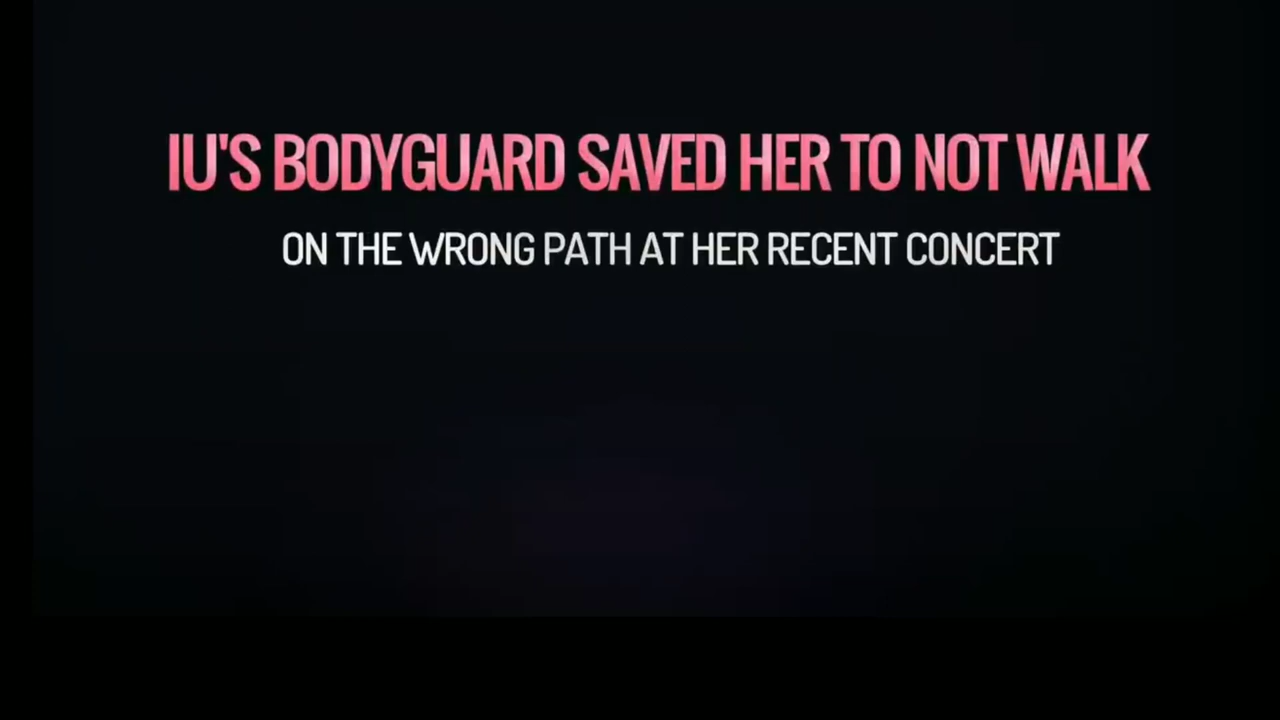 IU'S BODYGUARD SAVED HER TO NOT WALK
ON THE WRONG PATH AT HER RECENT CONCERT